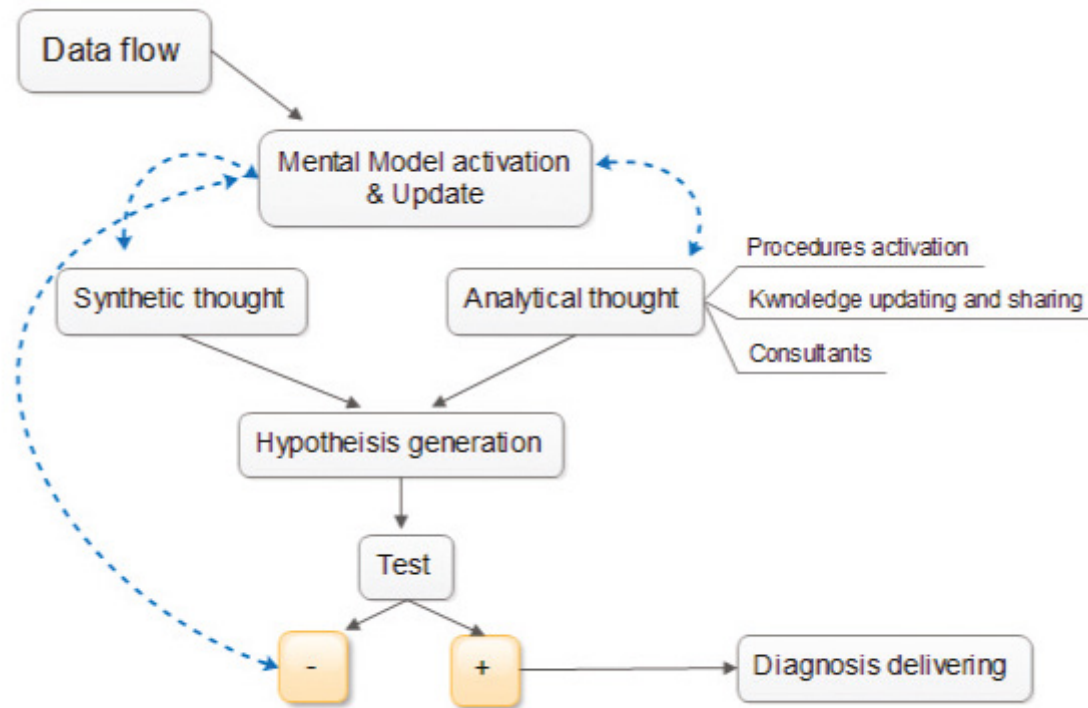 Data flow
Mental Model activation
& Update
Synthetic thought
Analytical thought
Procedures activation
Kwnoledge updating and sharing
Consultants
Hypotheisis generation
Test
-
+
Diagnosis delivering